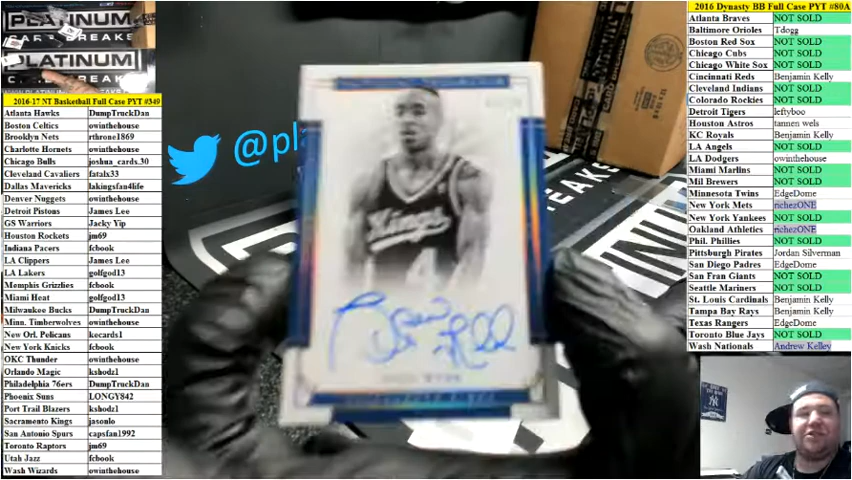 PLATINUM
CARD BREAKS
PLATINUM
BREAKS
2016-17 NT Basketball Full Case PYT #349
Atlanta Hawks DumpTruckDan
Boston Celtics owinthehouse
Brooklyn Nets rthrone1869
Charlotte Hornets owinthehouse
Chicago Bulls joshua_cards.30
Cleveland Cavaliers fatalx33
Dallas Mavericks lakingsfan4life
Denver Nuggets owinthehouse
Detroit Pistons James Lee
GS Warriors Jacky Yip
Houston Rockets jm69
Indiana Pacers fcbook
LA Clippers James Lee
LA Lakers golfgod13
Memphis Grizzlies fcbook
Miami Heat golfgod13
Milwaukee Bucks DumpTruckDan
Minn. Timberwolves owinthehouse
New Orl. Pelicans kecards1
New York Knicks fcbook
OKC Thunder owinthehouse
Orlando Magic kshodz1
Philadelphia 76ers DumpTruckDan
Phoenix Suns LONGY842
Port Trail Blazers kshodz1
Sacramento Kings jasonlo
San Antonio Spurs capsfan1992
Toronto Raptors jm69
Utah Jazz fcbook
Wash Wizards owinthehouse
@pl
Kings
4
2016 Dynasty BB Full Case PYT #80A
Atlanta Braves NOT SOLD
Baltimore Orioles Tdogg
Boston Red Sox NOT SOLD
Chicago Cubs NOT SOLD
Chicago White Sox NOT SOLD
Cincinnati Reds Benjamin Kelly
Cleveland Indians NOT SOLD
Colorado Rockies NOT SOLD
Detroit Tigers leftyboo
Houston Astros tannen wels
KC Royals Benjamin Kelly
LA Angels NOT SOLD
LA Dodgers owinthehouse
Miami Marlins NOT SOLD
Mil Brewers NOT SOLD
Minnesota Twins EdgeDome
New York Mets richezONE
New York Yankees NOT SOLD
Oakland Athletics richezONE
Phil. Phillies NOT SOLD
Pittsburgh Pirates Jordan Silverman
San Diego Padres EdgeDome
San Fran Giants NOT SOLD
Seattle Mariners NOT SOLD
St. Louis Cardinals Benjamin Kelly
Tampa Bay Rays Benjamin Kelly
Texas Rangers EdgeDome
Toronto Blue Jays NOT SOLD
Wash Nationals Andrew Kelley